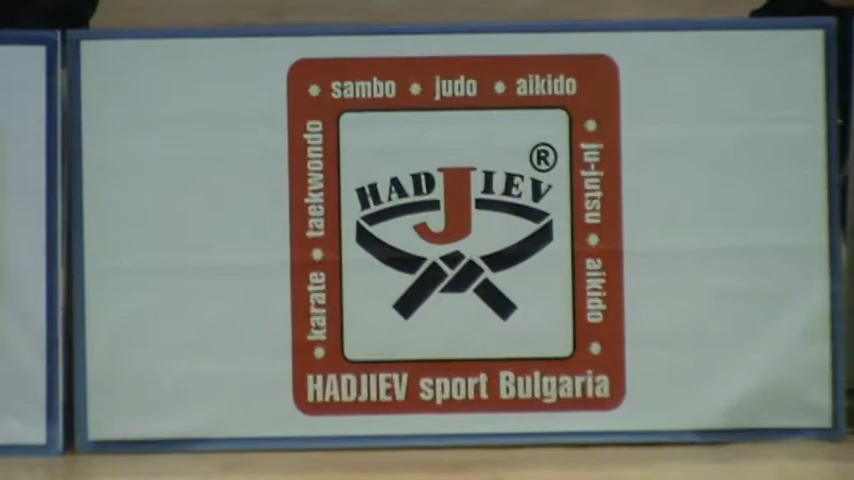 sambo * judo * aikido
taekwondo
karate
ju-jutsu
aikido
HADJIEV
®
HADJIEV sport Bulgaria